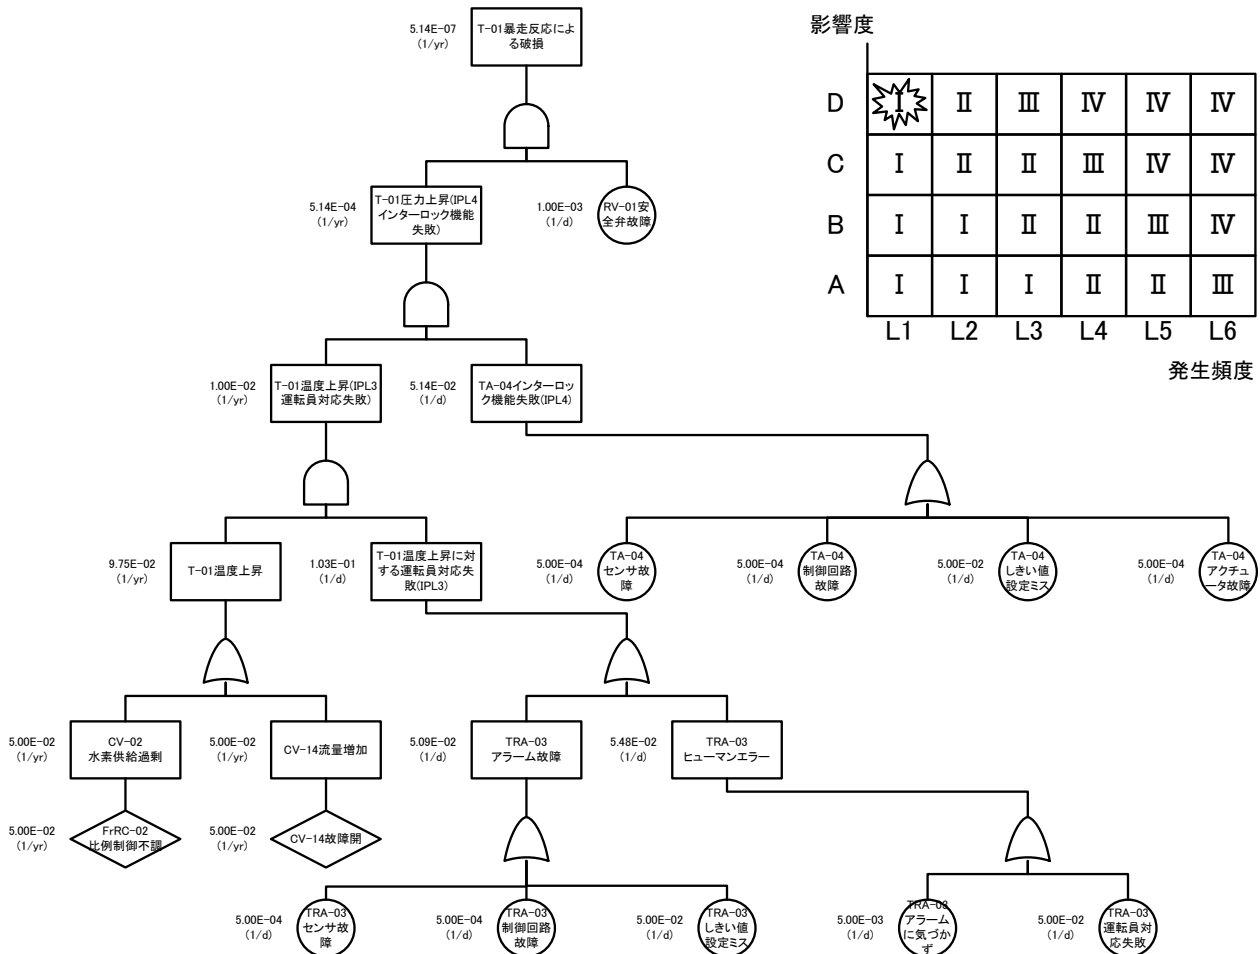 5.14E-07
(1/yr)
T-01暴走反応によ
る破損
影響度
D
Ⅰ
Ⅱ
Ⅲ
Ⅳ
Ⅳ
Ⅳ
C
Ⅰ
Ⅱ
Ⅱ
Ⅲ
Ⅳ
Ⅳ
B
Ⅰ
Ⅰ
Ⅱ
Ⅱ
Ⅲ
Ⅳ
A
Ⅰ
Ⅰ
Ⅰ
Ⅱ
Ⅱ
Ⅲ
L1
L2
L3
L4
L5
L6
発生頻度
5.14E-04
(1/yr)
T-01圧力上昇(IPL4
インターロック機能
失敗)
1.00E-03
(1/d)
RV-01安
全弁故障
1.00E-02
(1/yr)
T-01温度上昇(IPL3
運転員対応失敗)
5.14E-02
(1/d)
TA-04インターロッ
ク機能失敗(IPL4)
9.75E-02
(1/yr)
T-01温度上昇
1.03E-01
(1/d)
T-01温度上昇に対
する運転員対応失
敗(IPL3)
5.00E-04
(1/d)
TA-04
センサ故
障
5.00E-04
(1/d)
TA-04
制御回路
故障
5.00E-02
(1/d)
TA-04
しきい値
設定ミス
5.00E-04
(1/d)
TA-04
アクチュ
ータ故障
5.00E-02
(1/yr)
CV-02
水素供給過剰
5.00E-02
(1/yr)
CV-14流量増加
5.09E-02
(1/d)
TRA-03
アラーム故障
5.48E-02
(1/d)
TRA-03
ヒューマンエラー
5.00E-02
(1/yr)
FrRC-02
比例制御不調
5.00E-02
(1/yr)
CV-14故障開
5.00E-04
(1/d)
TRA-03
センサ故
障
5.00E-04
(1/d)
TRA-03
制御回路
故障
5.00E-02
(1/d)
TRA-03
しきい値
設定ミス
5.00E-03
(1/d)
TRA-03
アラーム
に気づか
ず
5.00E-02
(1/d)
TRA-03
運転員対
応失敗